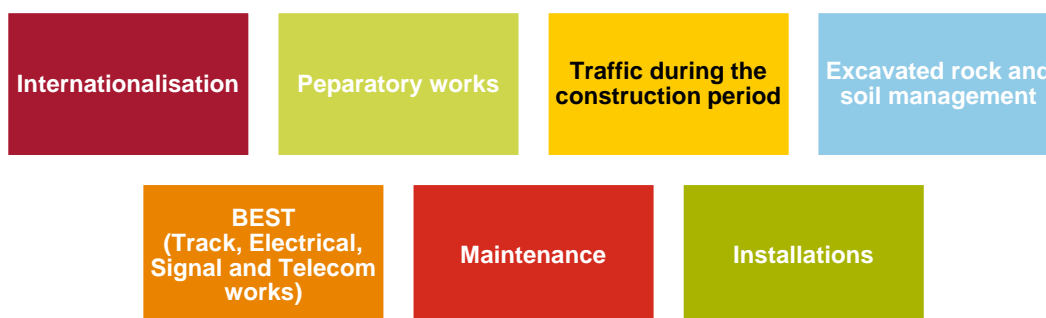 Internationalisation
Peparatory works
Traffic during the
construction period
Excavated rock and
soil management
BEST
(Track, Electrical,
Signal and Telecom
works)
Maintenance
Installations